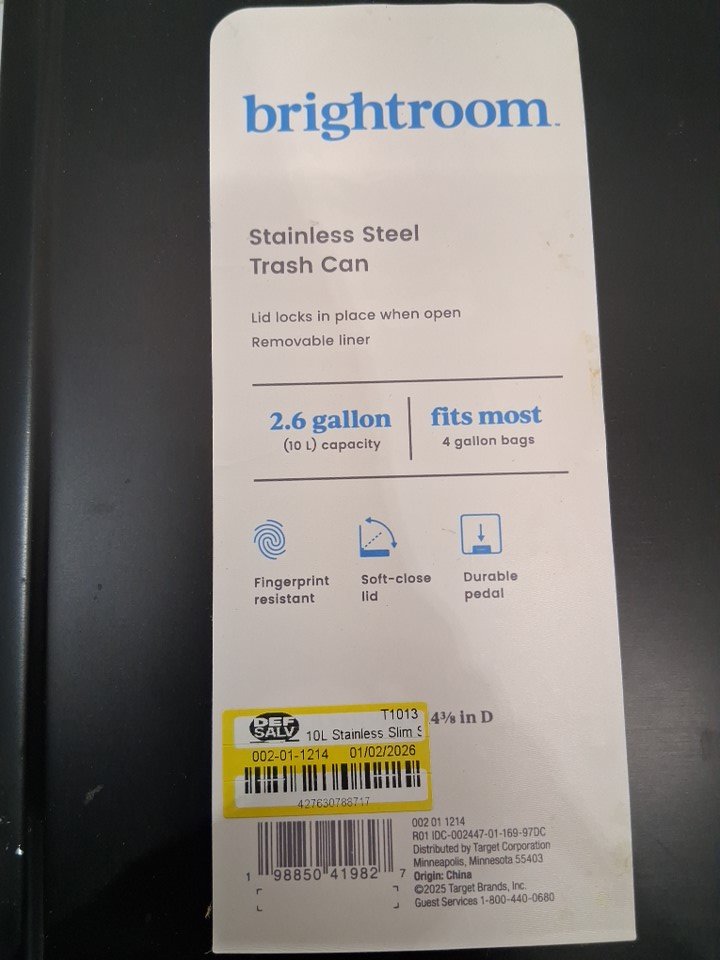 brightroom™
Stainless Steel
Trash Can
Lid locks in place when open
Removable liner
2.6 gallon
(10 L) capacity
fits most
4 gallon bags
Fingerprint
resistant
Soft-close
lid
Durable
pedal
4⅜ in D
DEF
SALV
T1013
10L Stainless Slim S
002-01-1214 01/02/2026
427630788717
1 98850 41982 7
002 01 1214
R01 IDC-002447-01-169-97DC
Distributed by Target Corporation
Minneapolis, Minnesota 55403
Origin: China
©2025 Target Brands, Inc.
Guest Services 1-800-440-0680